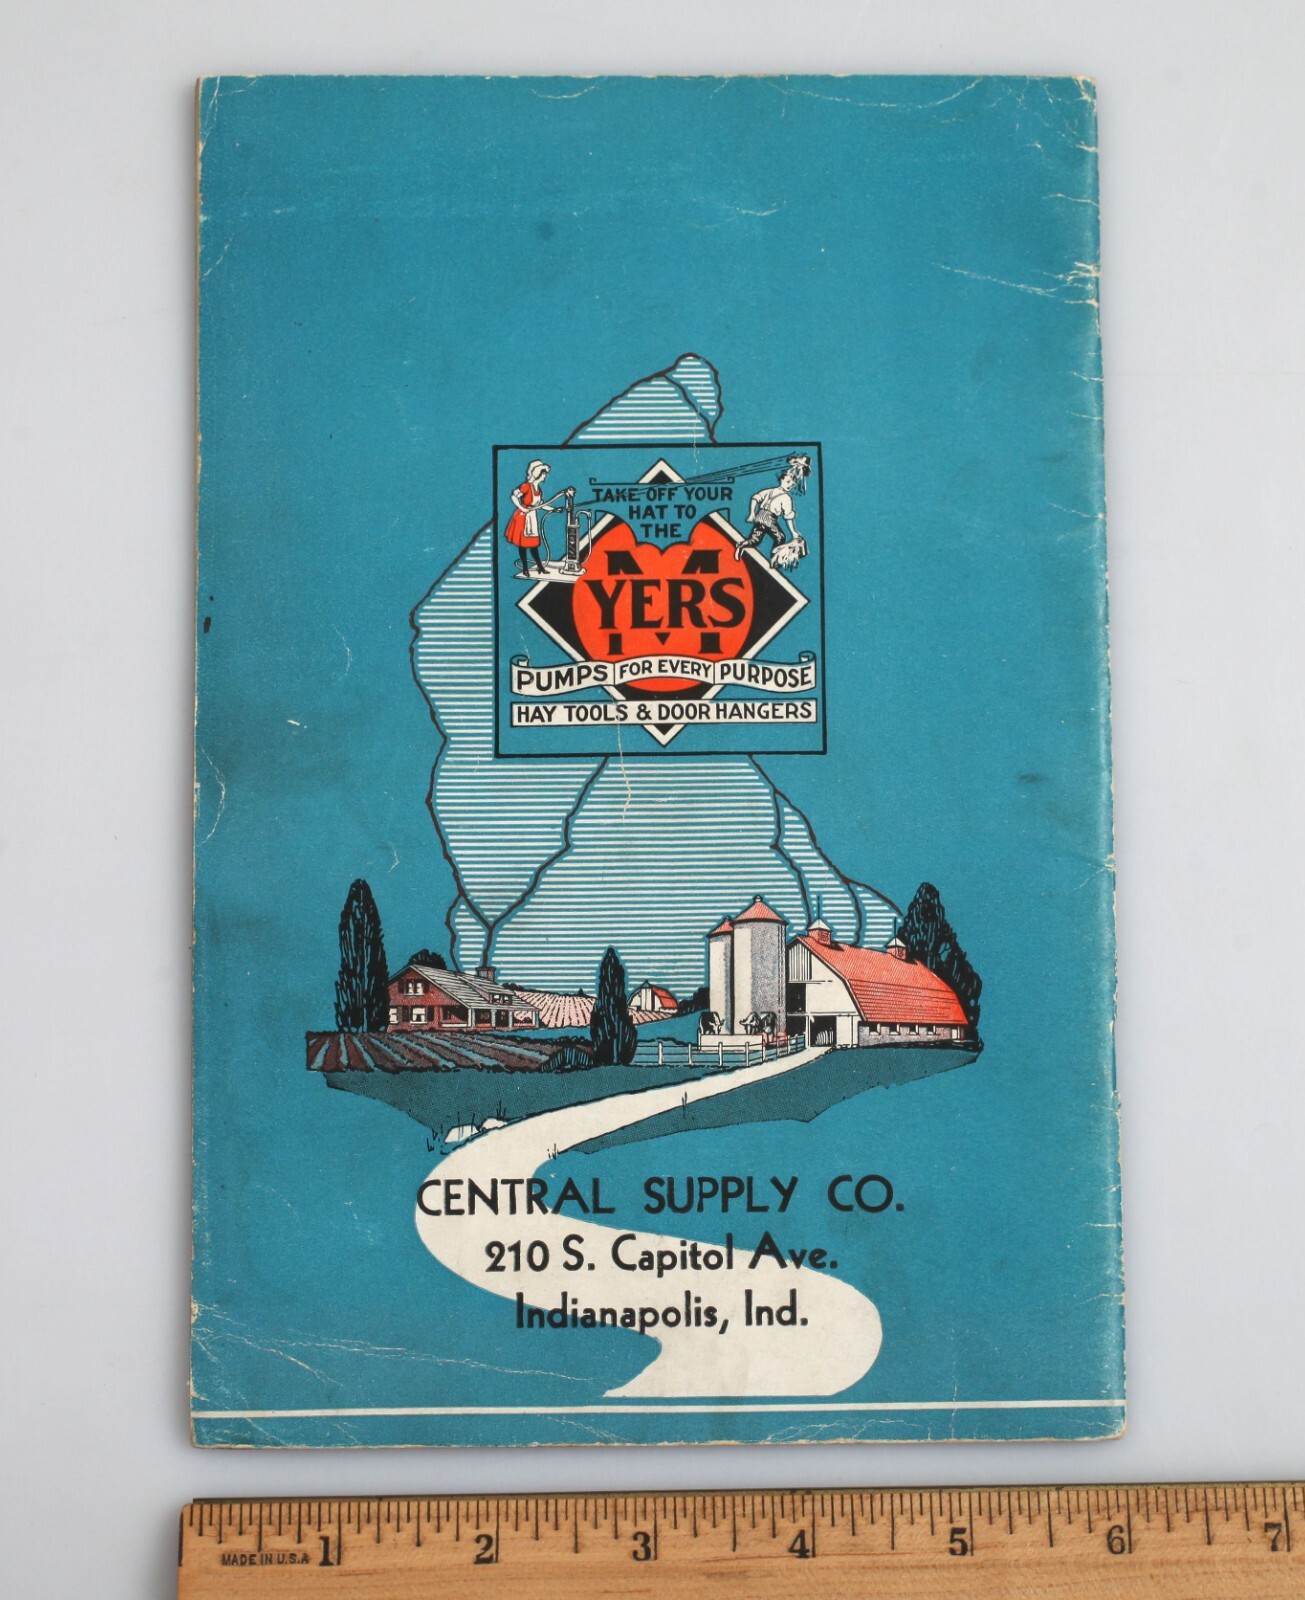 TAKE OFF YOUR
HAT TO
THE
MYERS
PUMPS FOR EVERY PURPOSE
HAY TOOLS & DOOR HANGERS
CENTRAL SUPPLY CO.
210 S. Capitol Ave.
Indianapolis, Ind.
MADE IN U.S.A 1 2 3 4 5 6 7